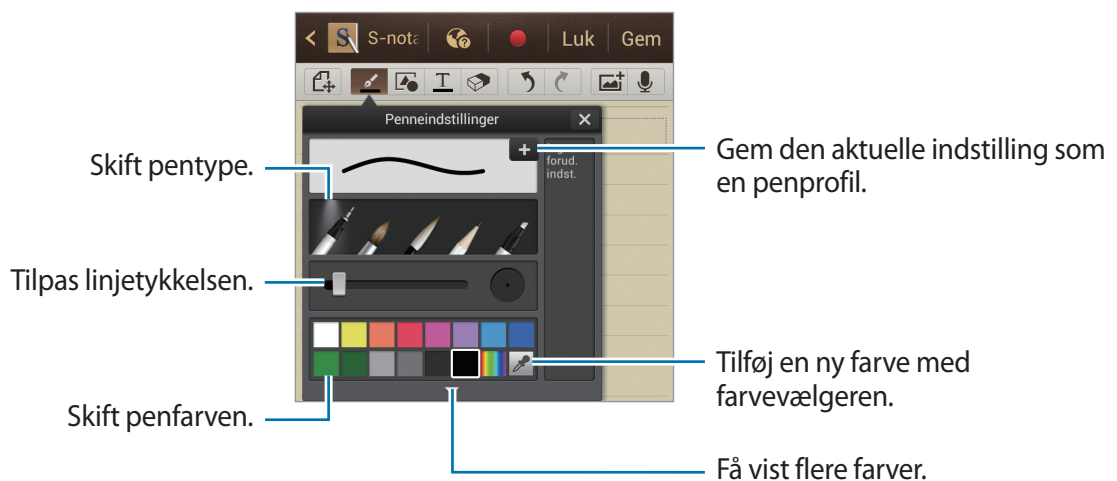 S-nota
Luk
Gem
Penneindstillinger
forud.
indst.
Skift pentype.
Gem den aktuelle indstilling som
en penprofil.
Tilpas linjetykkelsen.
Tilføj en ny farve med
farvevælgeren.
Skift penfarven.
Få vist flere farver.